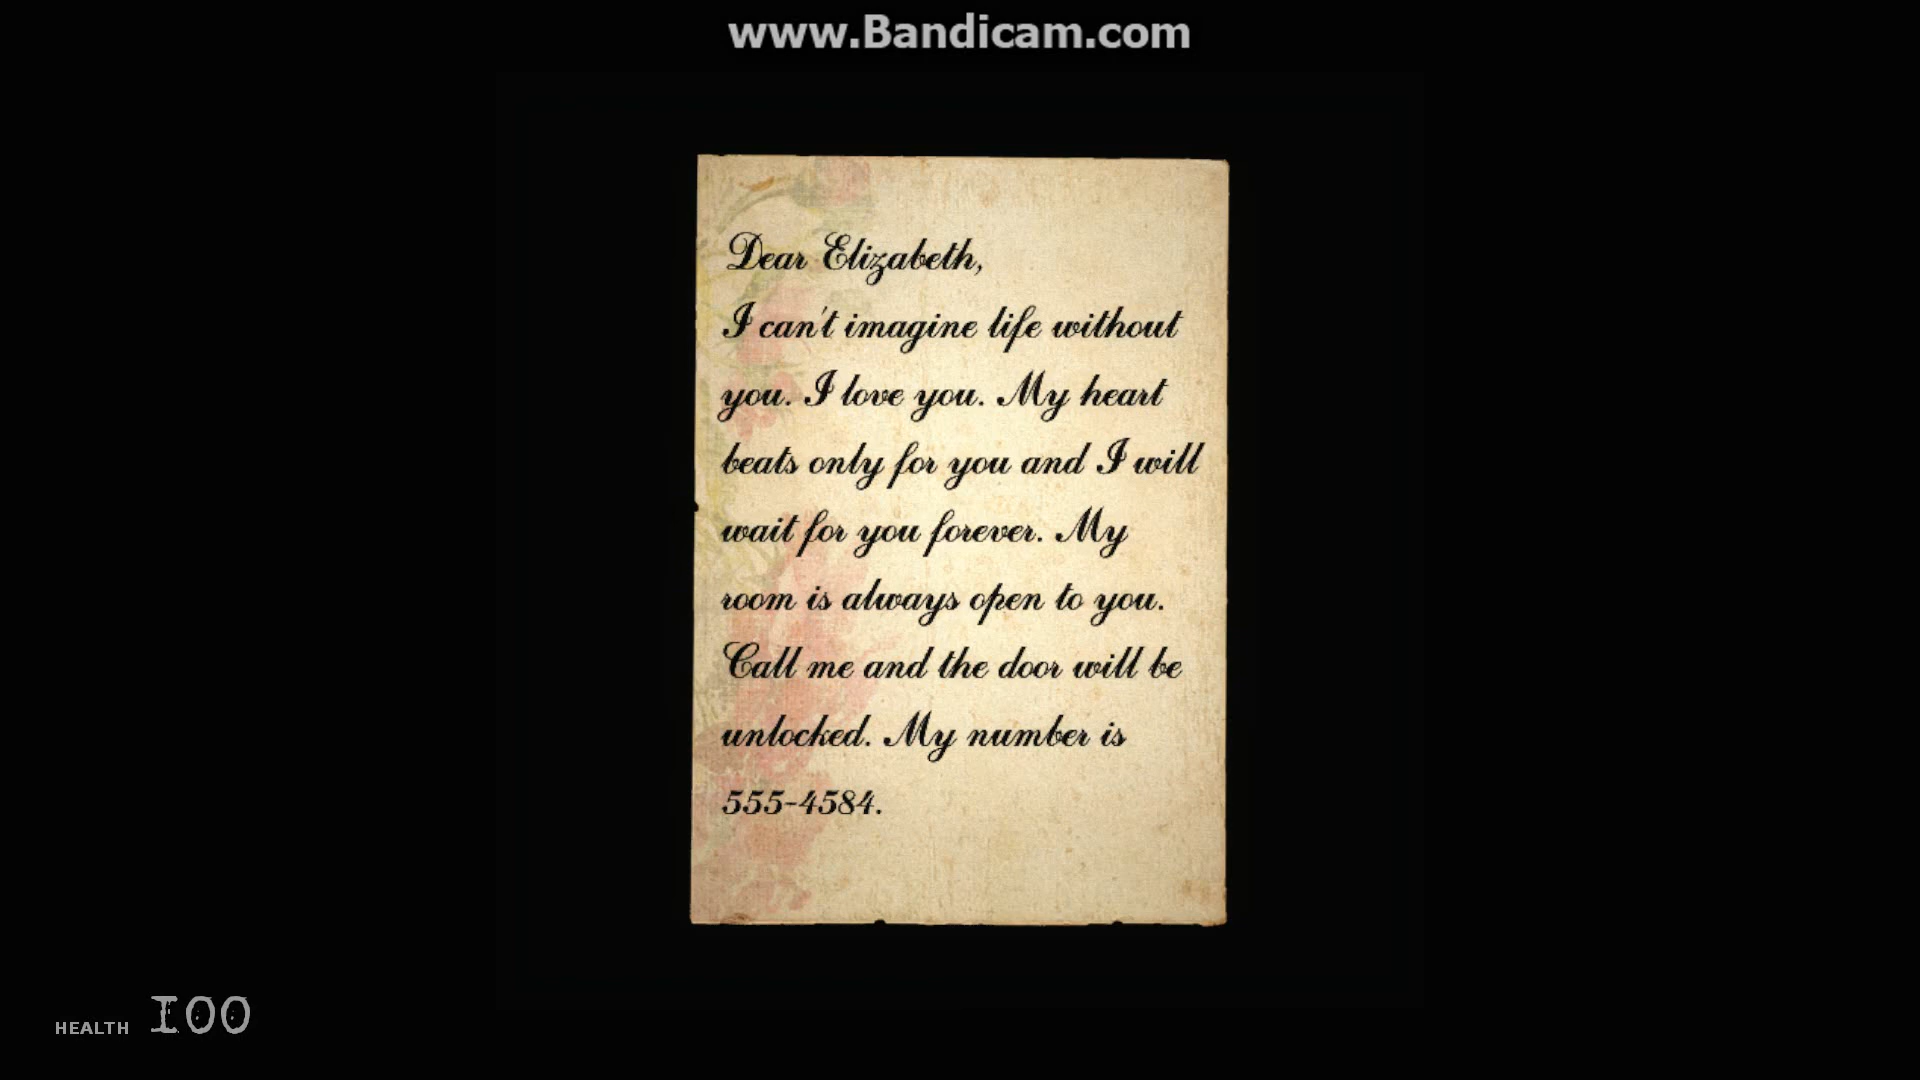 www.Bandicam.com
Dear Elizabeth,
I can't imagine life without
you. I love you. My heart
beats only for you and I will
wait for you forever. My
room is always open to you.
Call me and the door will be
unlocked. My number is
555-4584.
HEALTH 100